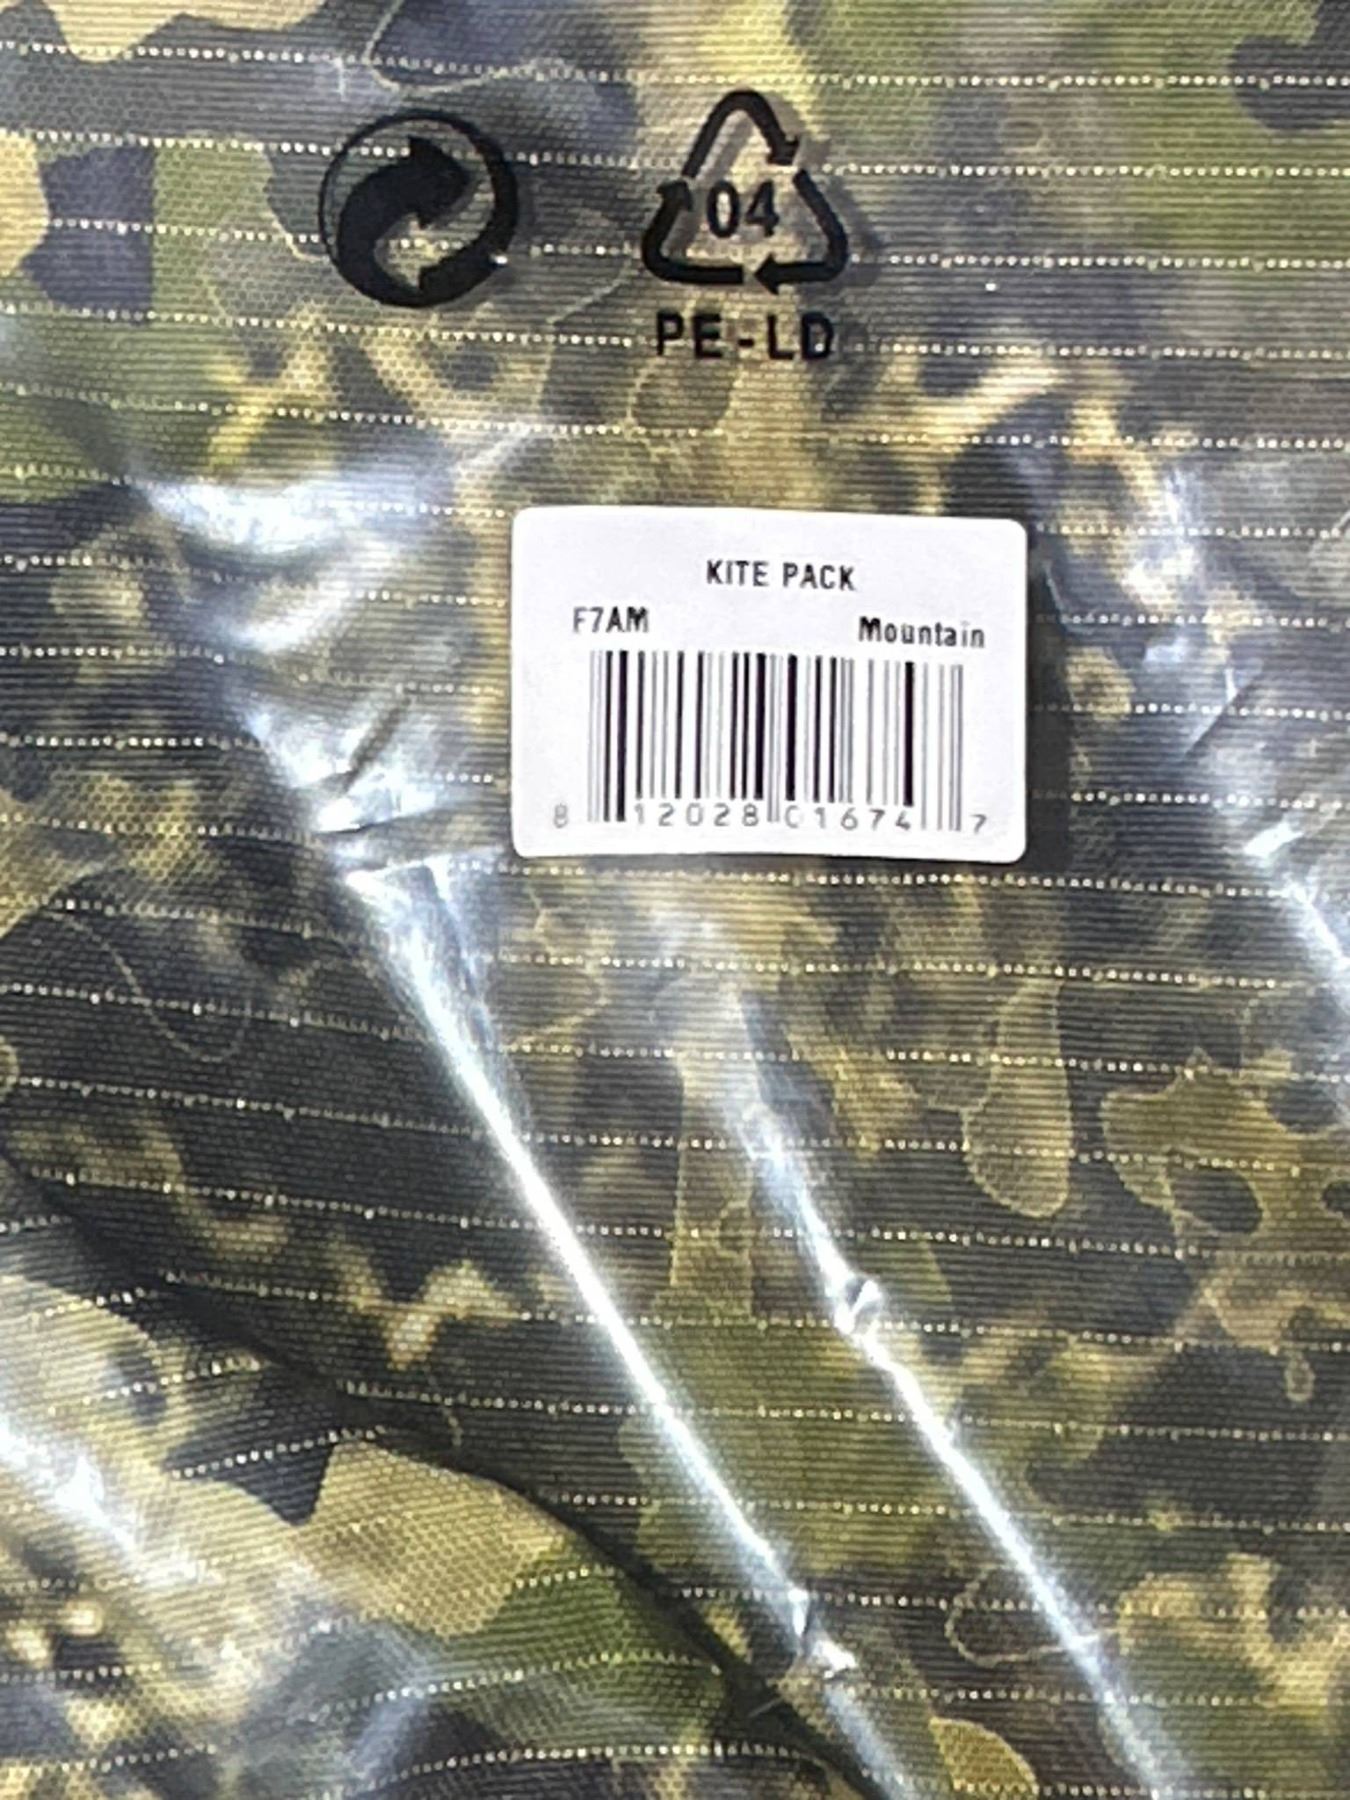 04
PE-LD
KITE PACK
F7AM Mountain
8 12028 01674 7